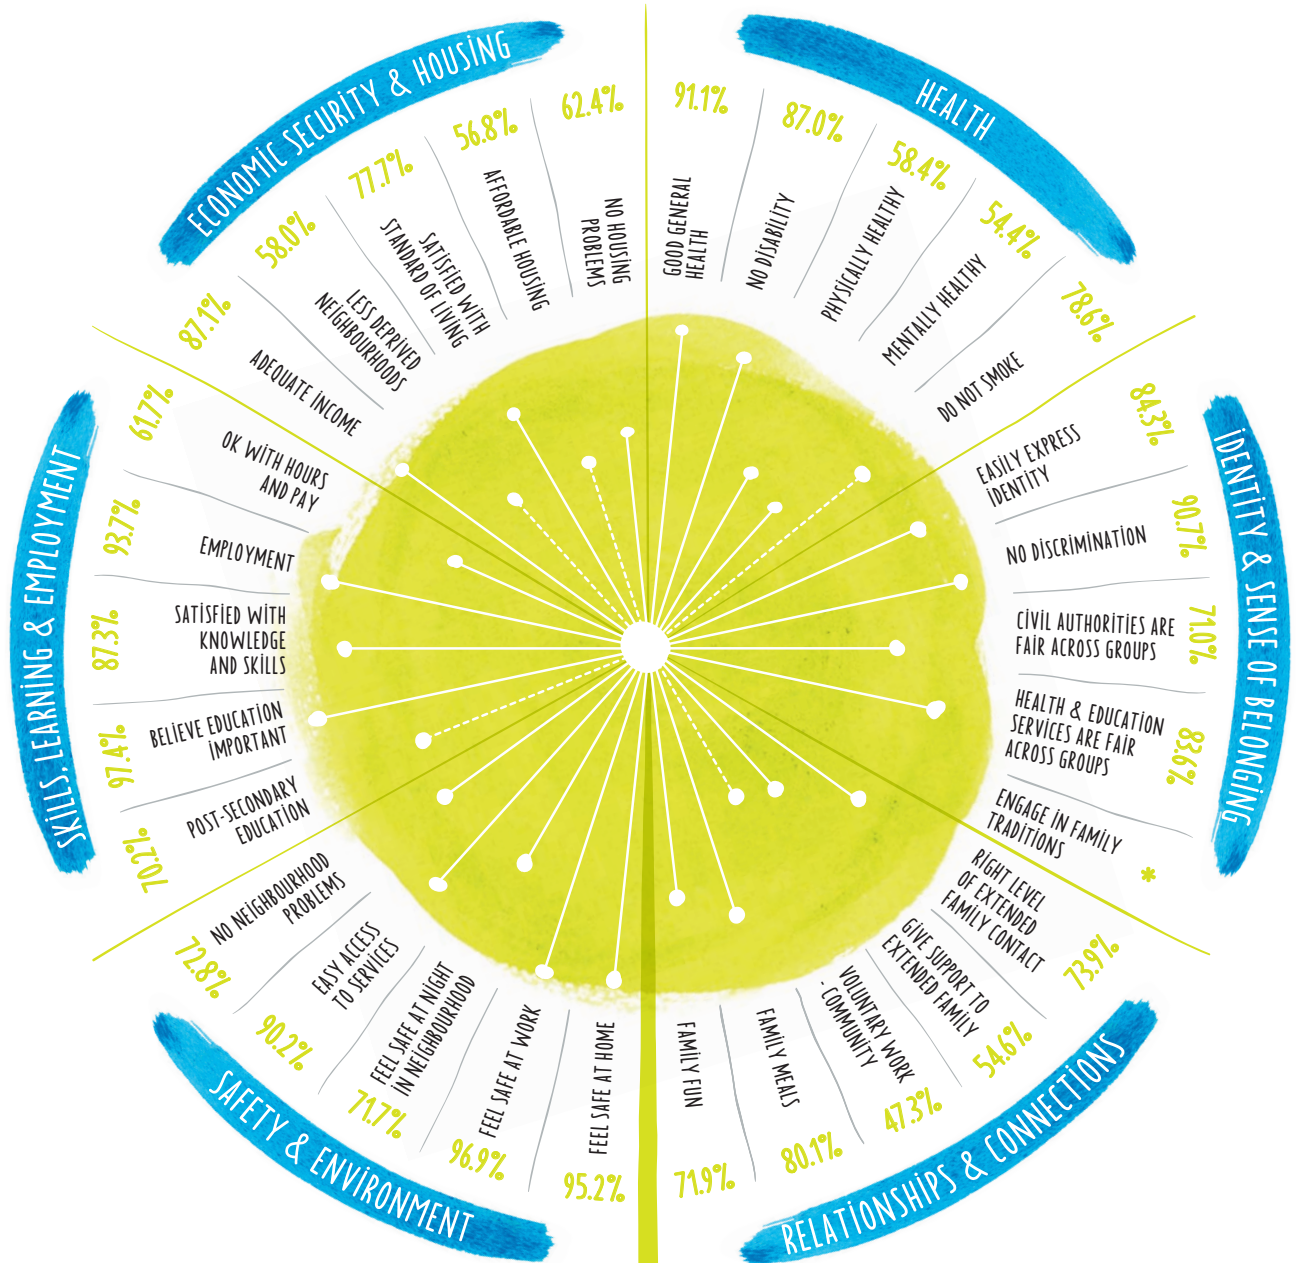 HEALTH
91.1%
GOOD GENERAL
HEALTH
87.0%
NO DISABILITY
58.4%
PHYSICALLY HEALTHY
54.4%
MENTALLY HEALTHY
78.6%
DO NOT SMOKE
IDENTITY & SENSE OF BELONGING
84.3%
EASILY EXPRESS
IDENTITY
90.7%
NO DISCRIMINATION
71.0%
CIVIL AUTHORITIES ARE
FAIR ACROSS GROUPS
83.6%
HEALTH & EDUCATION
SERVICES ARE FAIR
ACROSS GROUPS
*
ENGAGE IN FAMILY
TRADITIONS
RELATIONSHIPS & CONNECTIONS
73.9%
RIGHT LEVEL
OF EXTENDED
FAMILY CONTACT
54.6%
GIVE SUPPORT TO
EXTENDED FAMILY
47.3%
VOLUNTARY WORK
- COMMUNITY
80.1%
FAMILY MEALS
71.9%
FAMILY FUN
SAFETY & ENVIRONMENT
95.2%
FEEL SAFE AT HOME
96.9%
FEEL SAFE AT WORK
71.7%
FEEL SAFE AT NIGHT
IN NEIGHBOURHOOD
90.2%
EASY ACCESS
TO SERVICES
72.8%
NO NEIGHBOURHOOD
PROBLEMS
SKILLS, LEARNING & EMPLOYMENT
70.2%
POST-SECONDARY
EDUCATION
97.4%
BELIEVE EDUCATION
IMPORTANT
87.3%
SATISFIED WITH
KNOWLEDGE
AND SKILLS
93.7%
EMPLOYMENT
61.7%
OK WITH HOURS
AND PAY
ECONOMIC SECURITY & HOUSING
87.1%
ADEQUATE INCOME
58.0%
LESS DEPRIVED
NEIGHBOURHOODS
77.7%
SATISFIED WITH
STANDARD OF LIVING
56.8%
AFFORDABLE HOUSING
62.4%
NO HOUSING
PROBLEMS